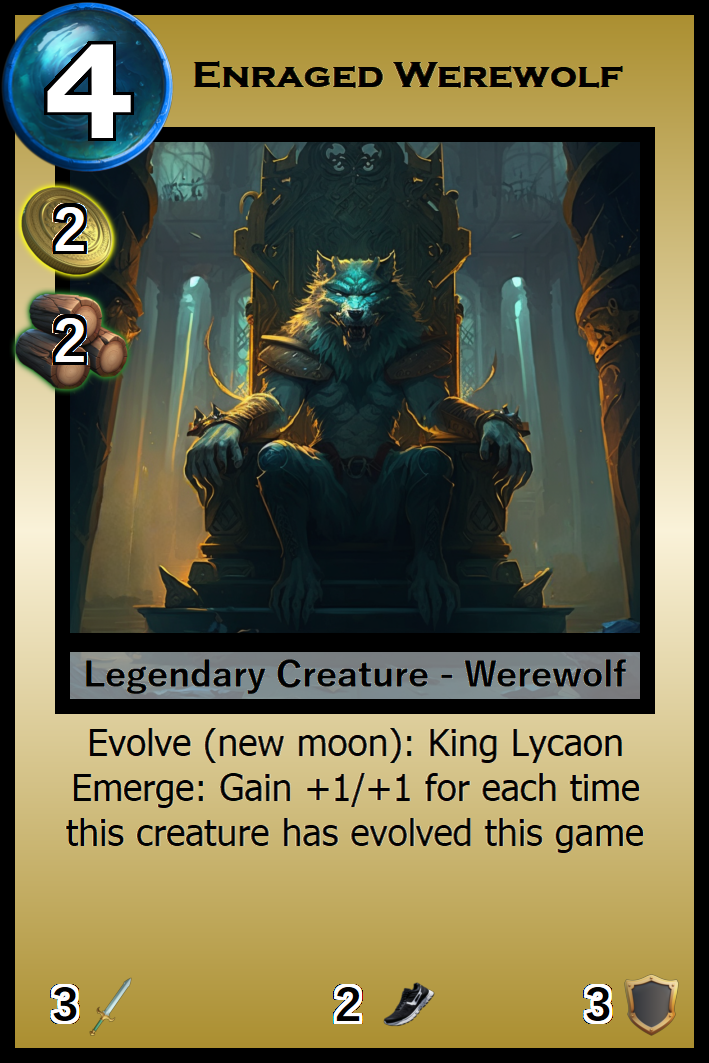 4
Enraged Werewolf
2
2
Legendary Creature - Werewolf
Evolve (new moon): King Lycaon
Emerge: Gain +1/+1 for each time
this creature has evolved this game
3 2 3